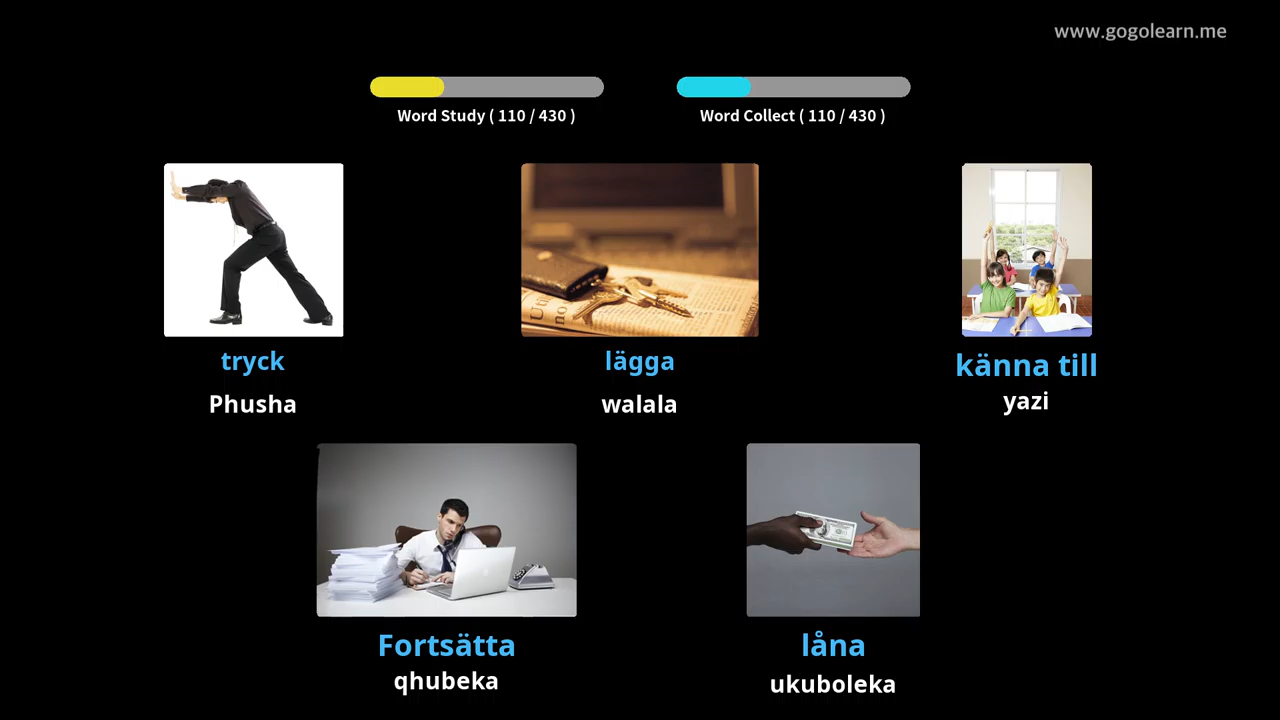 www.gogolearn.me
Word Study ( 110 / 430 )
Word Collect ( 110 / 430 )
tryck
Phusha
lägga
walala
känna till
yazi
Fortsätta
qhubeka
låna
ukuboleka